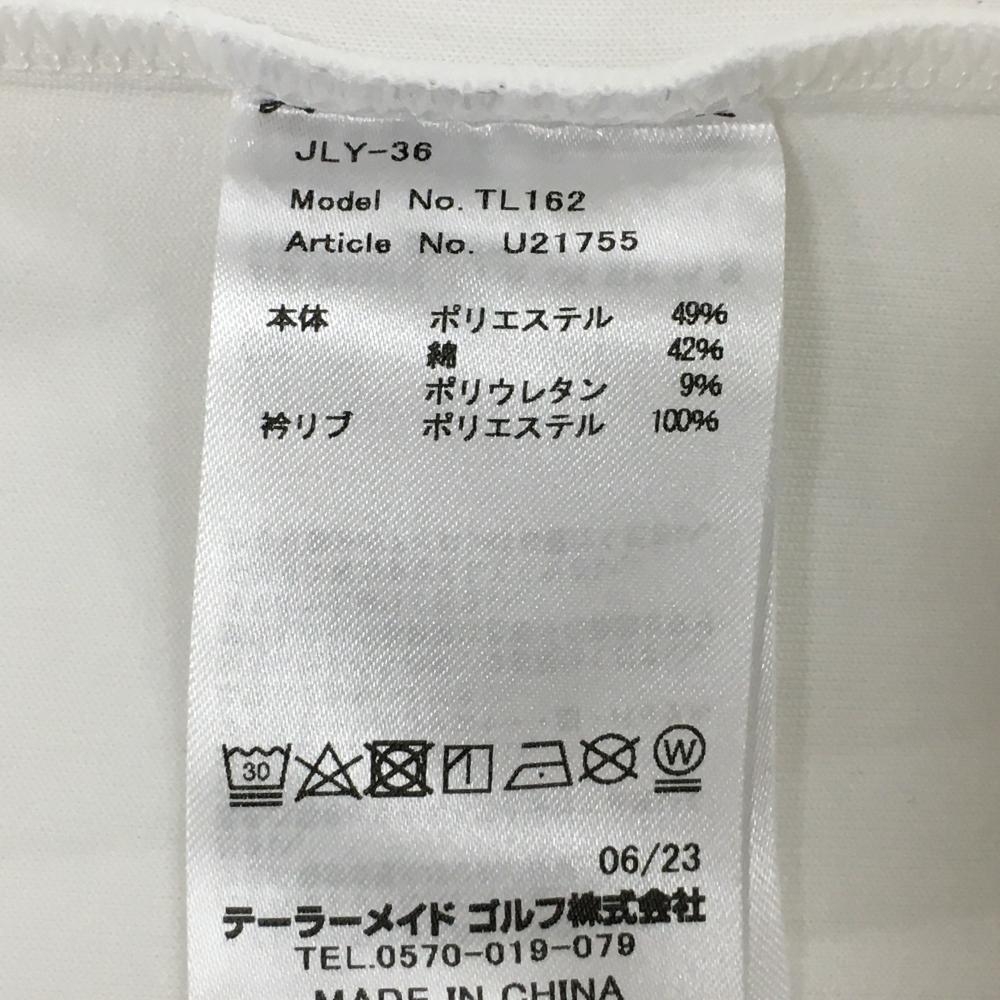 JLY-36
Model No. TL162
Article No. U21755
本体 ポリエステル 49%
綿 42%
ポリウレタン 9%
衿リブ ポリエステル 100%
30
W
06/23
テーラーメイド ゴルフ株式会社
TEL.0570-019-079
MADE IN CHINA